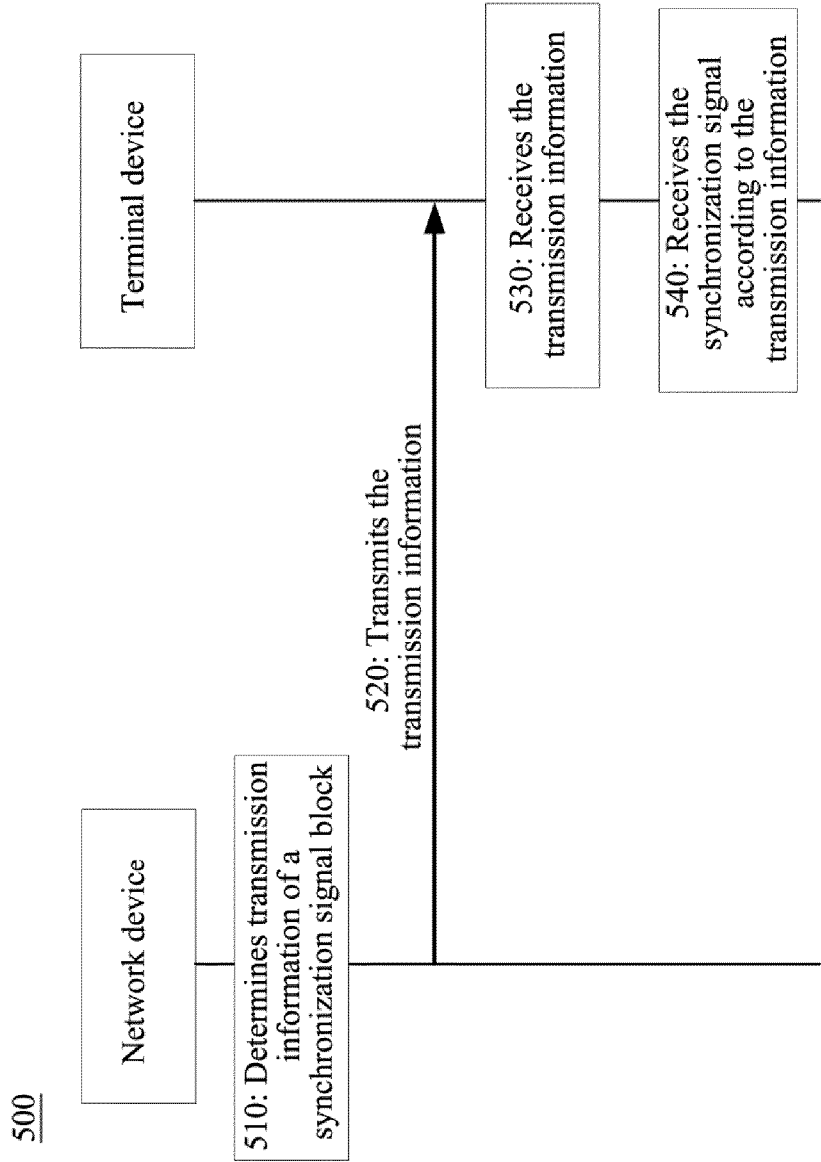 500
Network device
Terminal device
510: Determines transmission
information of a
synchronization signal block
520: Transmits the
transmission information
530: Receives the
transmission information
540: Receives the
synchronization signal
according to the
transmission information